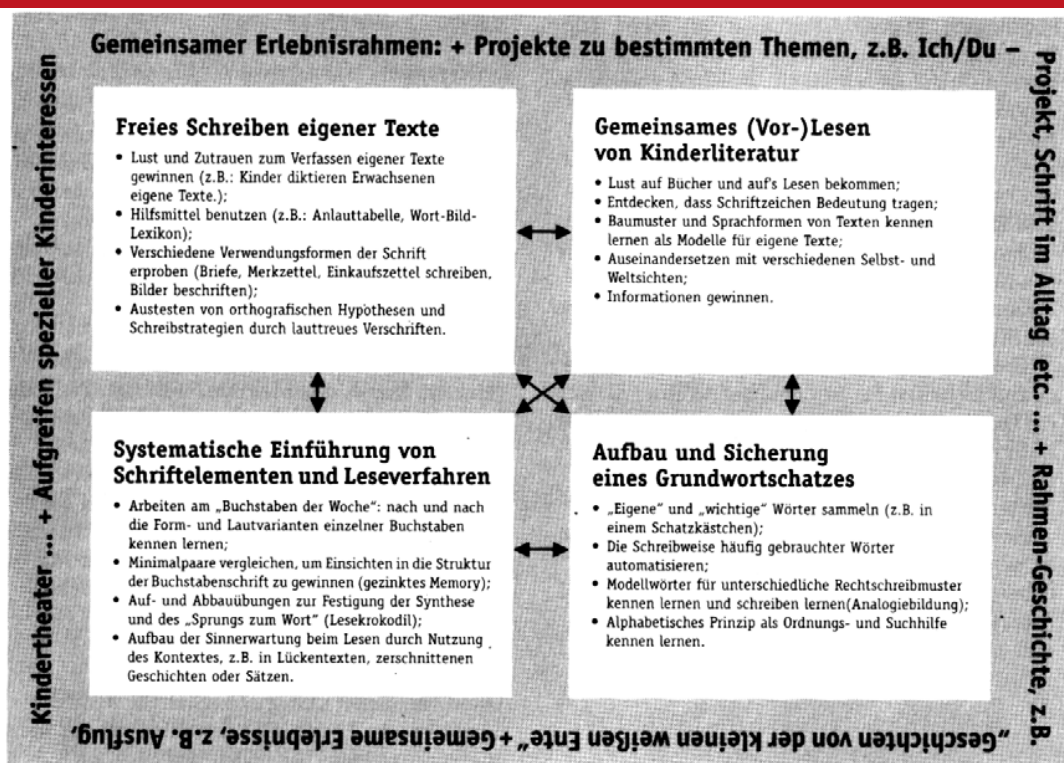 Gemeinsamer Erlebnisrahmen: + Projekte zu bestimmten Themen, z.B. Ich/Du –
Projekt, Schrift im Alltag etc. ... + Rahmen-Geschichte, z.B.
„Geschichten von der kleinen weißen Ente“ + Gemeinsame Erlebnisse, z.B. Ausflug,
Kindertheater ... + Aufgreifen spezieller Kinderinteressen
Freies Schreiben eigener Texte
• Lust und Zutrauen zum Verfassen eigener Texte
gewinnen (z.B.: Kinder diktieren Erwachsenen
eigene Texte.);
• Hilfsmittel benutzen (z.B.: Anlauttabelle, Wort-Bild-
Lexikon);
• Verschiedene Verwendungsformen der Schrift
erproben (Briefe, Merkzettel, Einkaufszettel schreiben,
Bilder beschriften);
• Austesten von orthografischen Hypothesen und
Schreibstrategien durch lauttreues Verschriften.
Gemeinsames (Vor-)Lesen
von Kinderliteratur
• Lust auf Bücher und auf's Lesen bekommen;
• Entdecken, dass Schriftzeichen Bedeutung tragen;
• Baumuster und Sprachformen von Texten kennen
lernen als Modelle für eigene Texte;
• Auseinandersetzen mit verschiedenen Selbst- und
Weltsichten;
• Informationen gewinnen.
Systematische Einführung von
Schriftelementen und Leseverfahren
• Arbeiten am „Buchstaben der Woche“: nach und nach
die Form- und Lautvarianten einzelner Buchstaben
kennen lernen;
• Minimalpaare vergleichen, um Einsichten in die Struktur
der Buchstabenschrift zu gewinnen (gezinktes Memory);
• Auf- und Abbauübungen zur Festigung der Synthese
und des „Sprungs zum Wort“ (Lesekrokodil);
• Aufbau der Sinnerwartung beim Lesen durch Nutzung
des Kontextes, z.B. in Lückentexten, zerschnittenen
Geschichten oder Sätzen.
Aufbau und Sicherung
eines Grundwortschatzes
• „Eigene“ und „wichtige“ Wörter sammeln (z.B. in
einem Schatzkästchen);
• Die Schreibweise häufig gebrauchter Wörter
automatisieren;
• Modellwörter für unterschiedliche Rechtschreibmuster
kennen lernen und schreiben lernen(Analogiebildung);
• Alphabetisches Prinzip als Ordnungs- und Suchhilfe
kennen lernen.